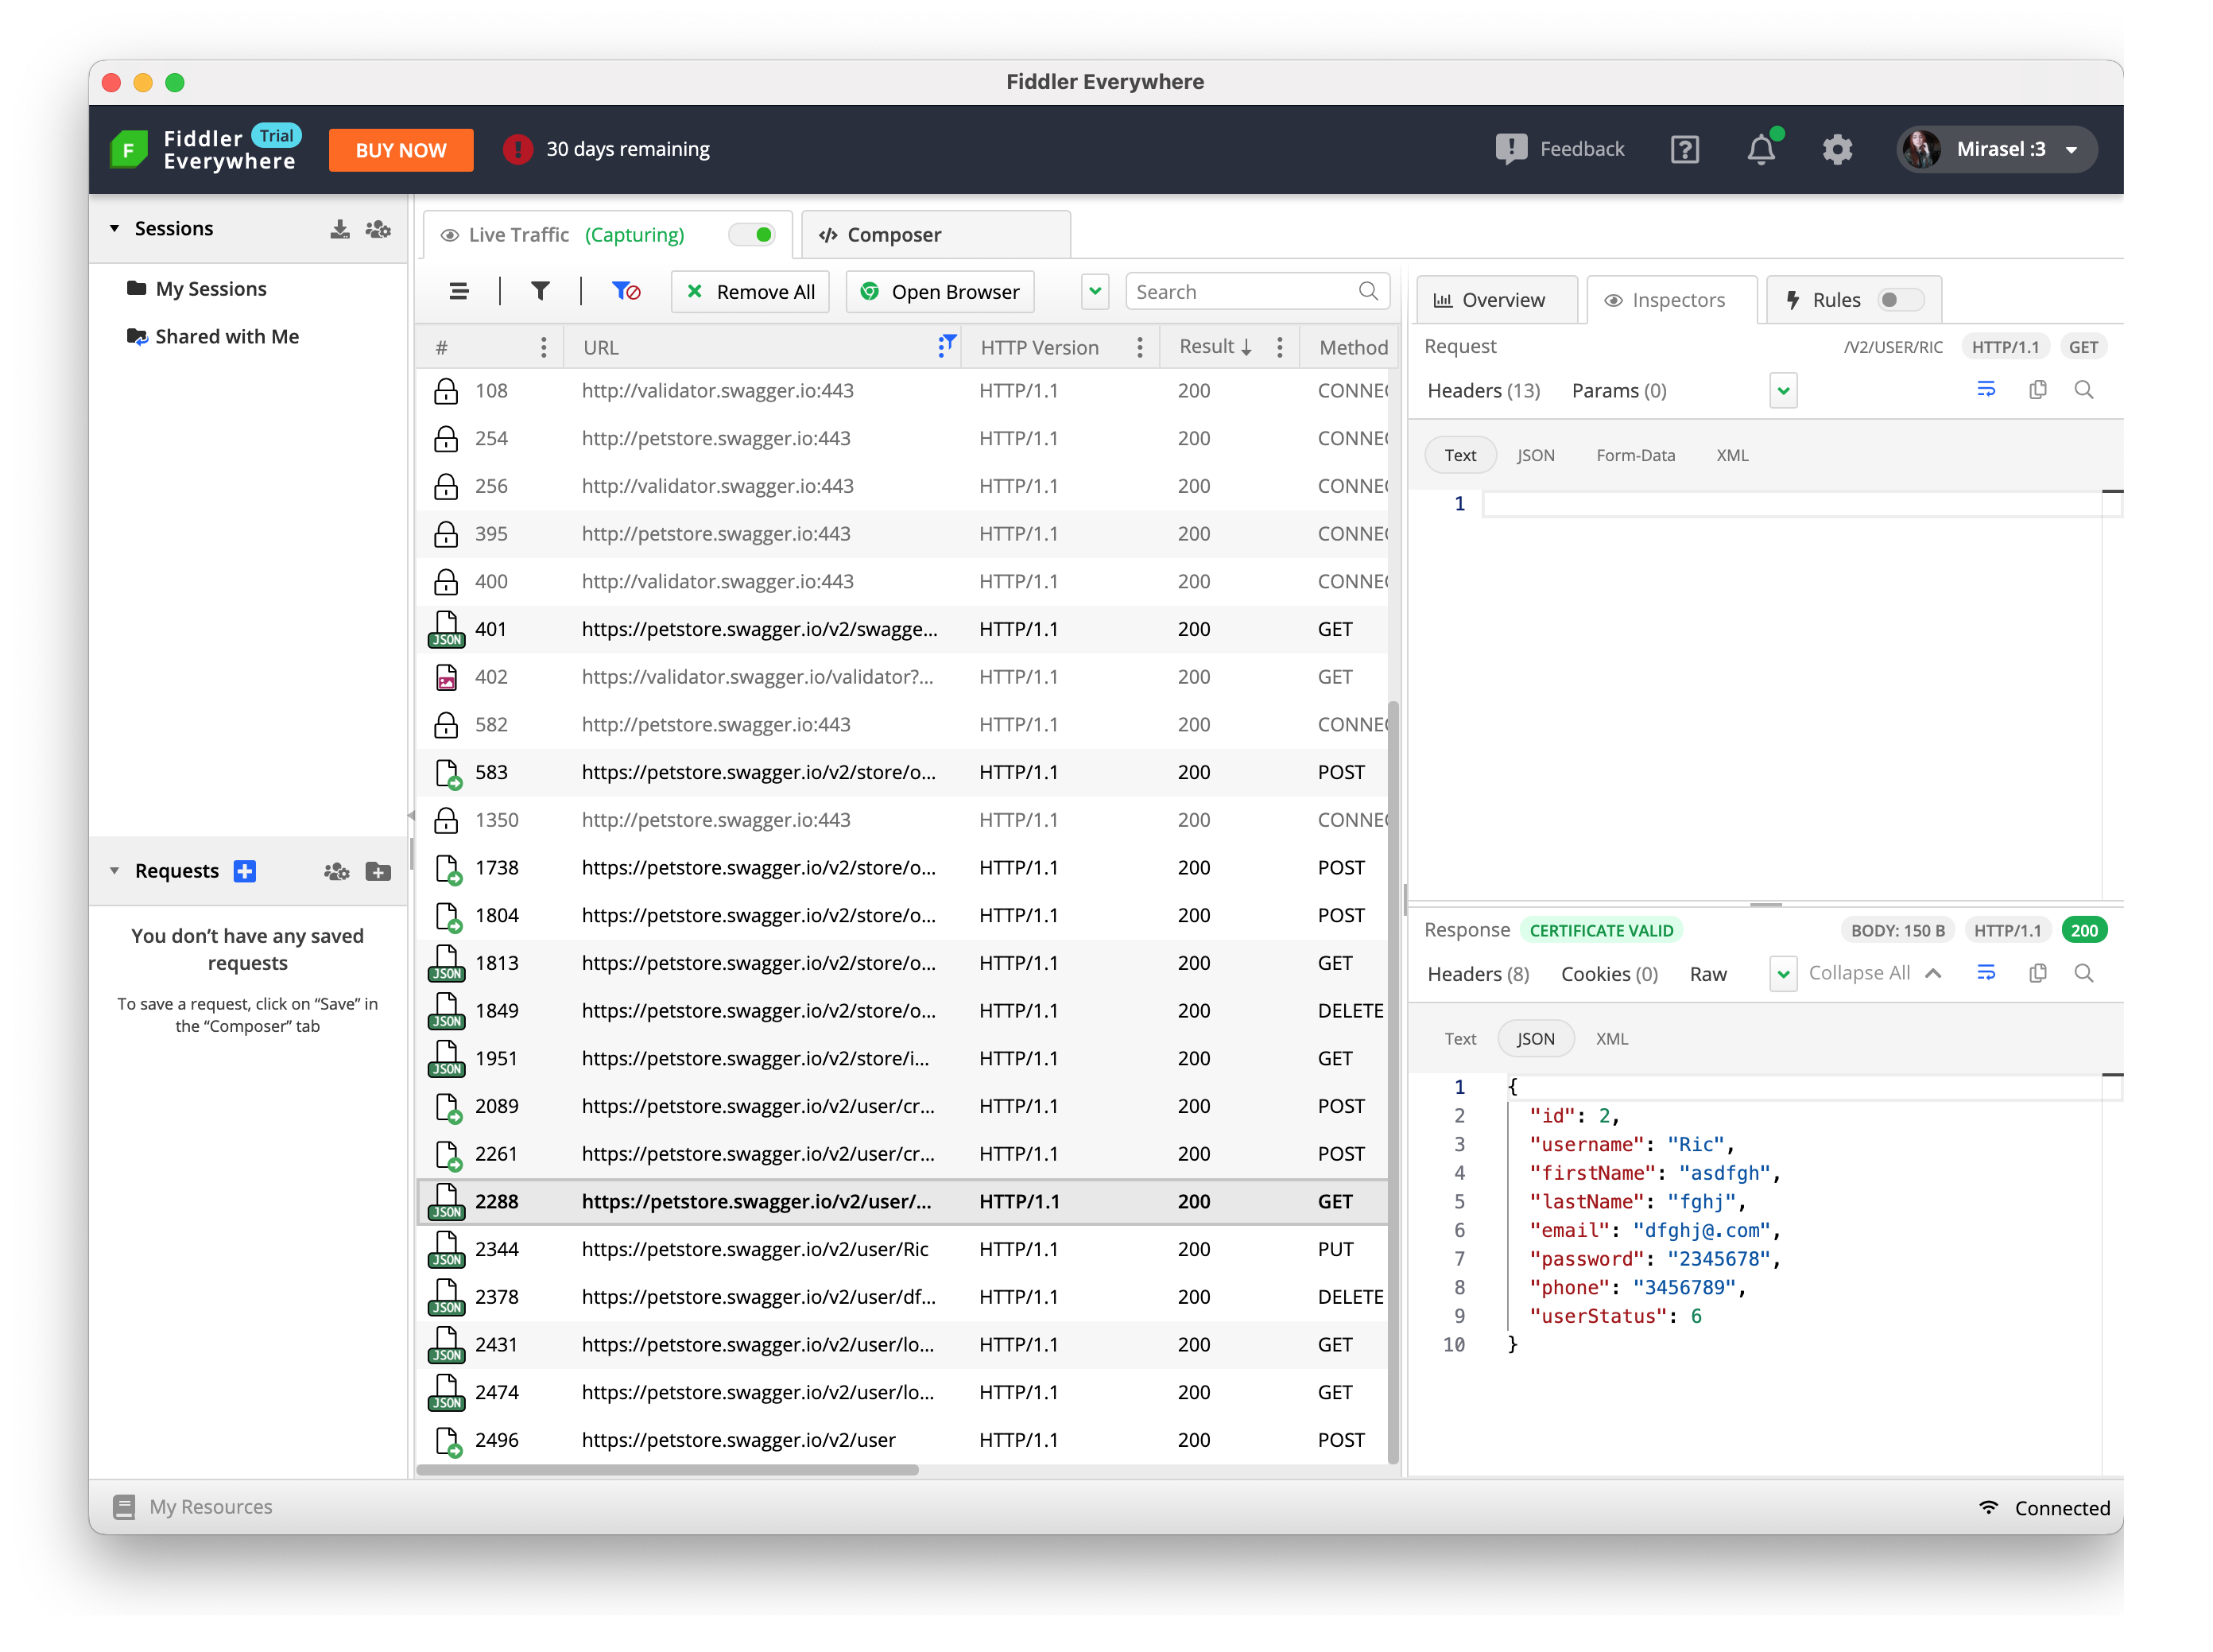 Fiddler Everywhere
Fiddler Everywhere Trial
BUY NOW
30 days remaining
Feedback
Mirasel :3
Sessions
My Sessions
Shared with Me
Requests
You don’t have any saved
requests
To save a request, click on “Save” in
the “Composer” tab
Live Traffic (Capturing)
Composer
Remove All
Open Browser
Search
# URL HTTP Version Result Method
108 http://validator.swagger.io:443 HTTP/1.1 200 CONNEC
254 http://petstore.swagger.io:443 HTTP/1.1 200 CONNEC
256 http://validator.swagger.io:443 HTTP/1.1 200 CONNEC
395 http://petstore.swagger.io:443 HTTP/1.1 200 CONNEC
400 http://validator.swagger.io:443 HTTP/1.1 200 CONNEC
JSON 401 https://petstore.swagger.io/v2/swagge... HTTP/1.1 200 GET
402 https://validator.swagger.io/validator?... HTTP/1.1 200 GET
582 http://petstore.swagger.io:443 HTTP/1.1 200 CONNEC
583 https://petstore.swagger.io/v2/store/o... HTTP/1.1 200 POST
1350 http://petstore.swagger.io:443 HTTP/1.1 200 CONNEC
1738 https://petstore.swagger.io/v2/store/o... HTTP/1.1 200 POST
1804 https://petstore.swagger.io/v2/store/o... HTTP/1.1 200 POST
JSON 1813 https://petstore.swagger.io/v2/store/o... HTTP/1.1 200 GET
JSON 1849 https://petstore.swagger.io/v2/store/o... HTTP/1.1 200 DELETE
JSON 1951 https://petstore.swagger.io/v2/store/i... HTTP/1.1 200 GET
2089 https://petstore.swagger.io/v2/user/cr... HTTP/1.1 200 POST
2261 https://petstore.swagger.io/v2/user/cr... HTTP/1.1 200 POST
JSON 2288 https://petstore.swagger.io/v2/user/... HTTP/1.1 200 GET
JSON 2344 https://petstore.swagger.io/v2/user/Ric HTTP/1.1 200 PUT
JSON 2378 https://petstore.swagger.io/v2/user/df... HTTP/1.1 200 DELETE
JSON 2431 https://petstore.swagger.io/v2/user/lo... HTTP/1.1 200 GET
JSON 2474 https://petstore.swagger.io/v2/user/lo... HTTP/1.1 200 GET
2496 https://petstore.swagger.io/v2/user HTTP/1.1 200 POST
Overview
Inspectors
Rules
Request /V2/USER/RIC HTTP/1.1 GET
Headers (13) Params (0)
Text JSON Form-Data XML
1
Response CERTIFICATE VALID BODY: 150 B HTTP/1.1 200
Headers (8) Cookies (0) Raw Collapse All
Text JSON XML
1 {
2 "id": 2,
3 "username": "Ric",
4 "firstName": "asdfgh",
5 "lastName": "fghj",
6 "email": "dfghj@.com",
7 "password": "2345678",
8 "phone": "3456789",
9 "userStatus": 6
10 }
My Resources
Connected